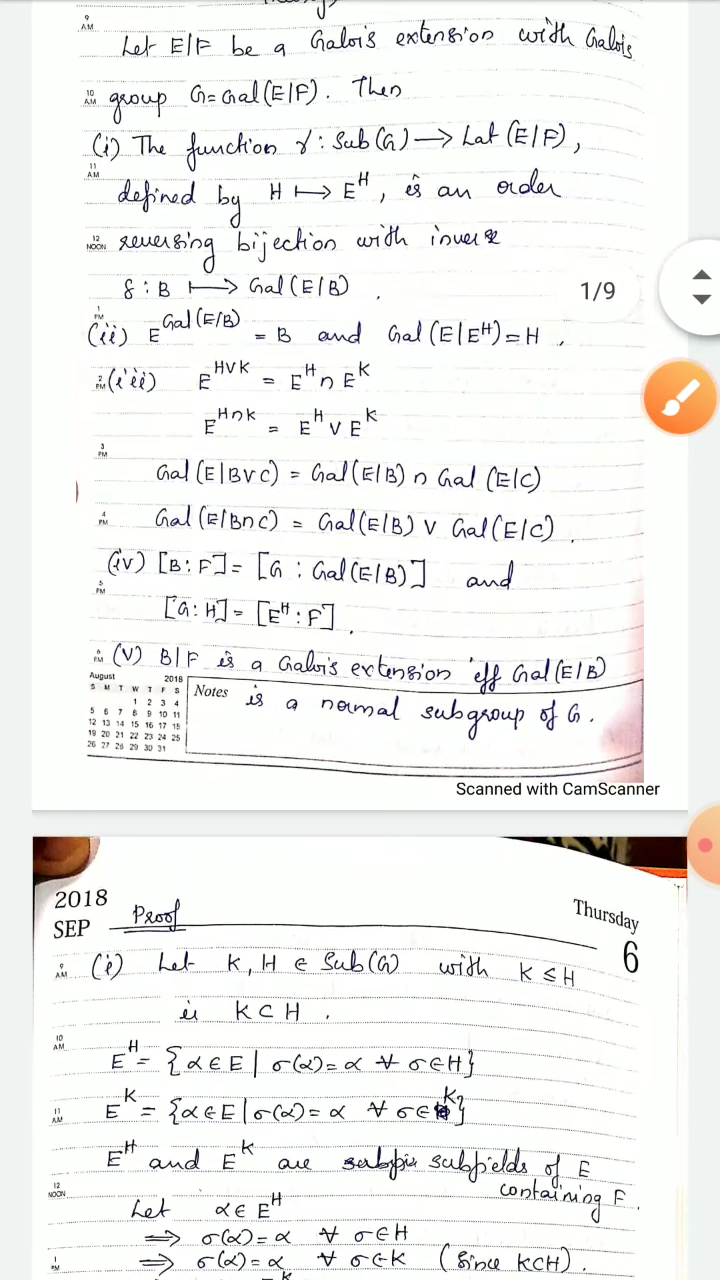 9 AM
Let E|F be a Galois extension with Galois
10 AM group G=Gal(E|F). Then
(i) The function γ: Sub(G) → Lat(E|F),
11 AM
defined by H ↦ E^H, is an order
12 NOON reversing bijection with inverse
δ: B ↦ Gal(E|B).
1/9
1 PM
(ii) E^Gal(E/B) = B and Gal(E|E^H)=H,
2 PM (iii) E^HVK = E^H ∩ E^K
E^H∩K = E^H V E^K
3 PM
Gal(E|BVC) = Gal(E|B) ∩ Gal(E|C)
4 PM Gal(E|B∩C) = Gal(E|B) V Gal(E|C).
(iv) [B:F]= [G : Gal(E|B)] and
5 PM
[G:H] = [E^H : F].
6 PM (V) B|F is a Galois extension iff Gal(E|B)
August 2018
S M T W T F S
Notes is a normal subgroup of G.
1 2 3 4
5 6 7 8 9 10 11
12 13 14 15 16 17 18
19 20 21 22 23 24 25
26 27 28 29 30 31
Scanned with CamScanner
2018
SEP Proof
Thursday
6
9 AM (i) Let K, H ∈ Sub(G) with K ≤ H
ie K ⊂ H.
10 AM
E^H = {α∈E | σ(α)=α ∀ σ∈H}
11 AM E^K = {α∈E | σ(α)=α ∀ σ∈K}
E^H and E^K are subfields of E
12 NOON containing F.
Let α∈E^H
⇒ σ(α)=α ∀ σ∈H
1 PM ⇒ σ(α)=α ∀ σ∈K (Since K⊂H).